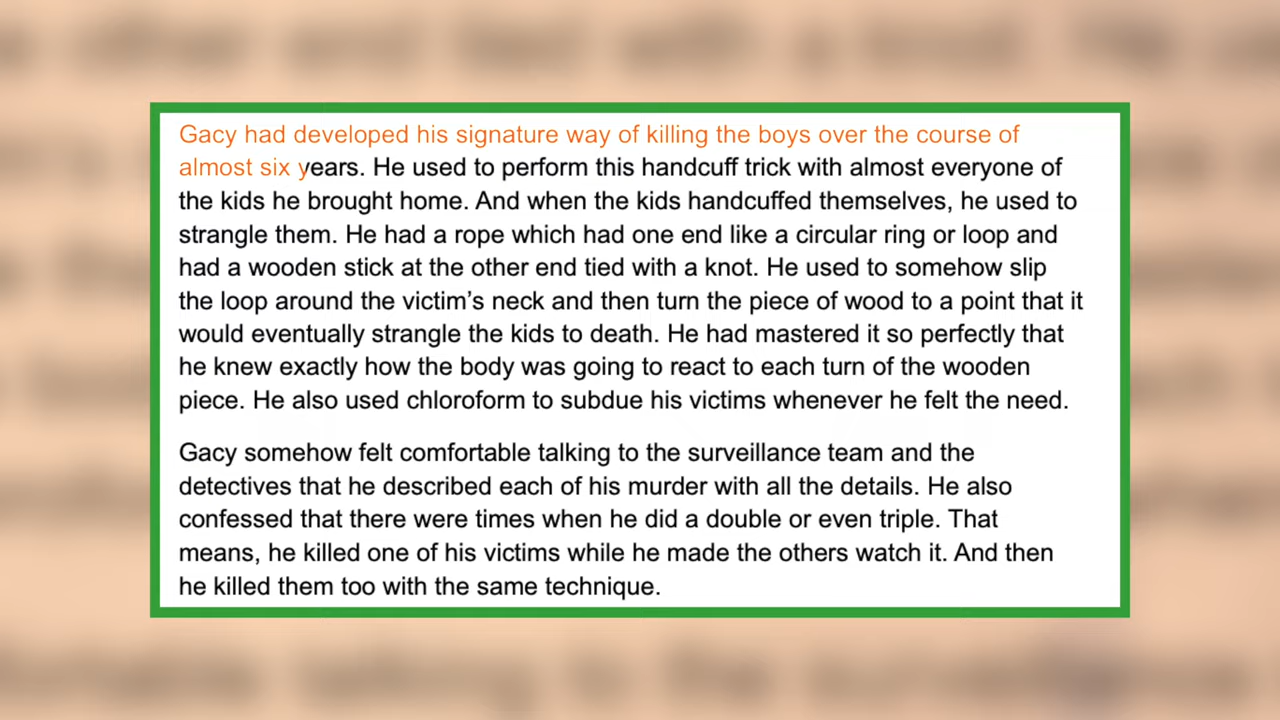 Gacy had developed his signature way of killing the boys over the course of
almost six years. He used to perform this handcuff trick with almost everyone of
the kids he brought home. And when the kids handcuffed themselves, he used to
strangle them. He had a rope which had one end like a circular ring or loop and
had a wooden stick at the other end tied with a knot. He used to somehow slip
the loop around the victim's neck and then turn the piece of wood to a point that it
would eventually strangle the kids to death. He had mastered it so perfectly that
he knew exactly how the body was going to react to each turn of the wooden
piece. He also used chloroform to subdue his victims whenever he felt the need.
Gacy somehow felt comfortable talking to the surveillance team and the
detectives that he described each of his murder with all the details. He also
confessed that there were times when he did a double or even triple. That
means, he killed one of his victims while he made the others watch it. And then
he killed them too with the same technique.